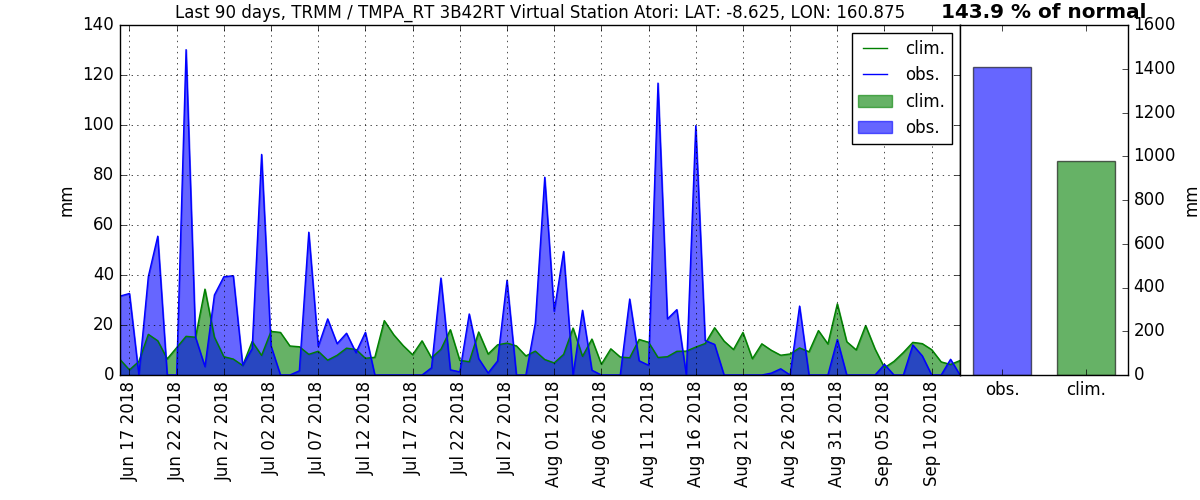 Last 90 days, TRMM / TMPA_RT 3B42RT Virtual Station Atori: LAT: -8.625, LON: 160.875
143.9 % of normal
140
120
100
80
60
40
20
0
mm
clim.
obs.
clim.
obs.
Jun 17 2018
Jun 22 2018
Jun 27 2018
Jul 02 2018
Jul 07 2018
Jul 12 2018
Jul 17 2018
Jul 22 2018
Jul 27 2018
Aug 01 2018
Aug 06 2018
Aug 11 2018
Aug 16 2018
Aug 21 2018
Aug 26 2018
Aug 31 2018
Sep 05 2018
Sep 10 2018
1600
1400
1200
1000
800
600
400
200
0
mm
obs.
clim.